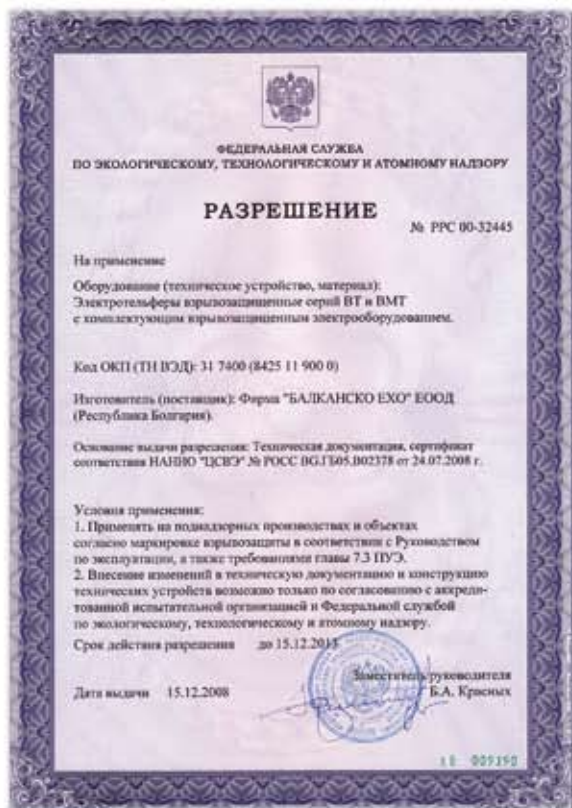 ФЕДЕРАЛЬНАЯ СЛУЖБА
ПО ЭКОЛОГИЧЕСКОМУ, ТЕХНОЛОГИЧЕСКОМУ И АТОМНОМУ НАДЗОРУ
РАЗРЕШЕНИЕ
№ РРС 00-32445
На применение
Оборудование (техническое устройство, материал):
Электротельферы взрывозащищенные серий ВТ и ВМТ
с комплектующим взрывозащищенным электрооборудованием.
Код ОКП (ТН ВЭД): 31 7400 (8425 11 900 0)
Изготовитель (поставщик): Фирма "БАЛКАНСКО ЕХО" ЕООД
(Республика Болгария).
Основание выдачи разрешения: Техническая документация, сертификат
соответствия НАННО "ЦСВЭ" № РОСС BG.ГБ05.В02378 от 24.07.2008 г.
Условия применения:
1. Применять на поднадзорных производствах и объектах
согласно маркировке взрывозащиты в соответствии с Руководством
по эксплуатации, а также требованиями главы 7.3 ПУЭ.
2. Внесение изменений в техническую документацию и конструкцию
технических устройств возможно только по согласованию с аккреди-
тованной испытательной организацией и Федеральной службой
по экологическому, технологическому и атомному надзору.
Срок действия разрешения до 15.12.2013
Заместитель руководителя
Дата выдачи 15.12.2008 Б.А. Красных